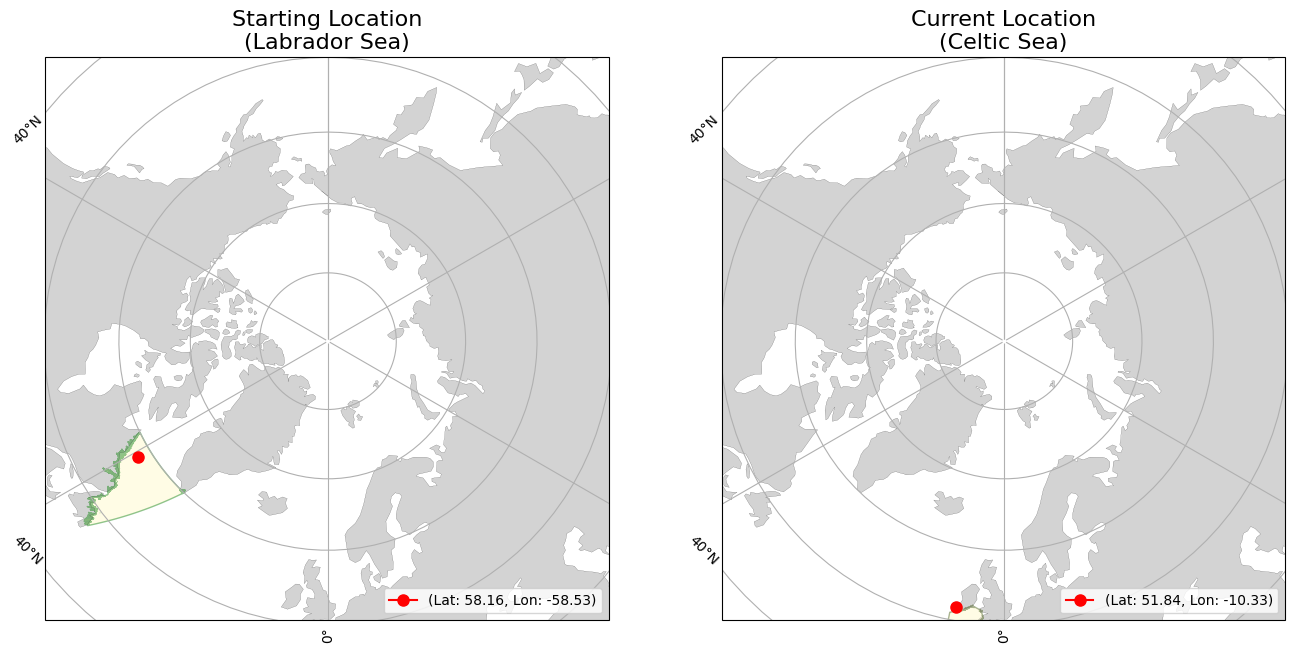 Starting Location
(Labrador Sea)
40°N
40°N
0°
(Lat: 58.16, Lon: -58.53)
Current Location
(Celtic Sea)
40°N
40°N
0°
(Lat: 51.84, Lon: -10.33)